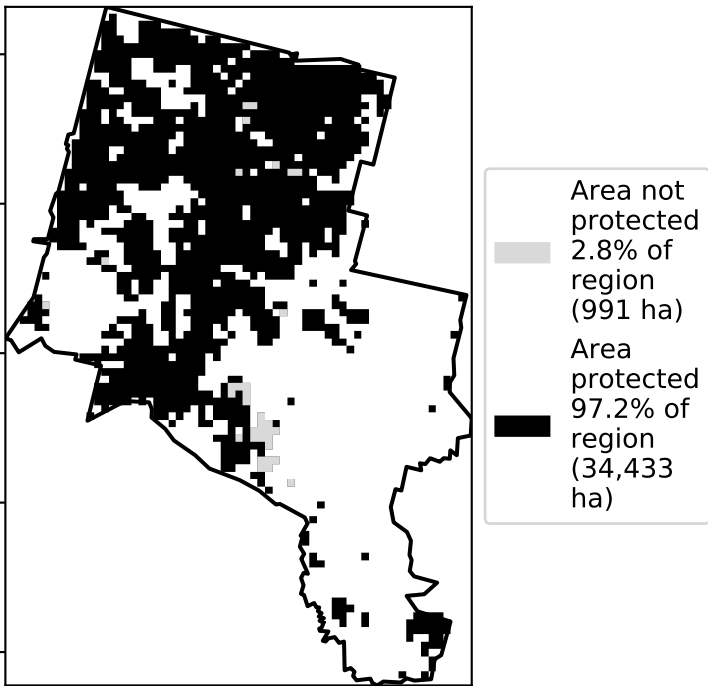 Area not
protected
2.8% of
region
(991 ha)
Area
protected
97.2% of
region
(34,433
ha)